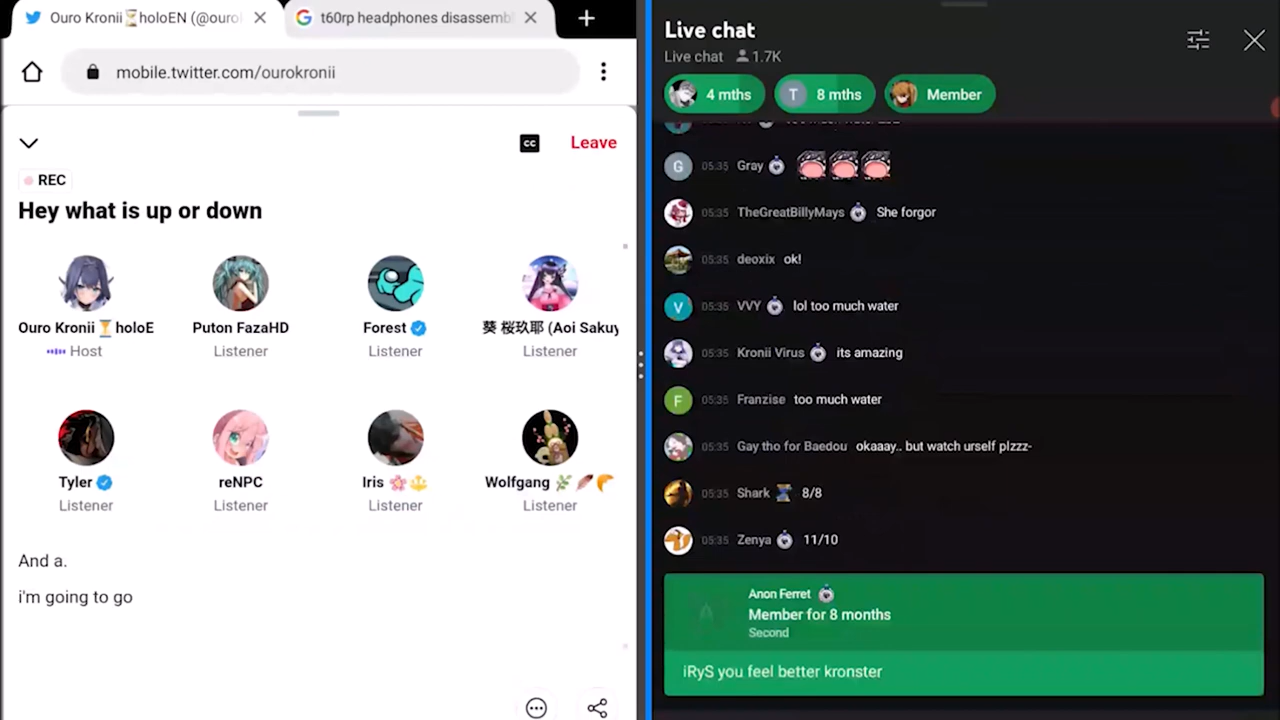 Ouro Kronii⏳holoEN (@ouro
t60rp headphones disassembl
mobile.twitter.com/ourokronii
CC
Leave
REC
Hey what is up or down
Ouro Kronii⏳holoE
Host
Puton FazaHD
Listener
Forest
Listener
葵 桜玖耶 (Aoi Sakuy
Listener
Tyler
Listener
reNPC
Listener
Iris 🌸🔱
Listener
Wolfgang 🌿🪶🥐
Listener
And a.
i'm going to go
Live chat
Live chat 1.7K
4 mths
T 8 mths
Member
G 05:35 Gray
05:35 TheGreatBillyMays She forgor
05:35 deoxix ok!
V 05:35 VVY lol too much water
05:35 Kronii Virus its amazing
F 05:35 Franzise too much water
05:35 Gay tho for Baedou okaaay.. but watch urself plzzz-
05:35 Shark 8/8
05:35 Zenya 11/10
A
Anon Ferret
Member for 8 months
Second
iRyS you feel better kronster